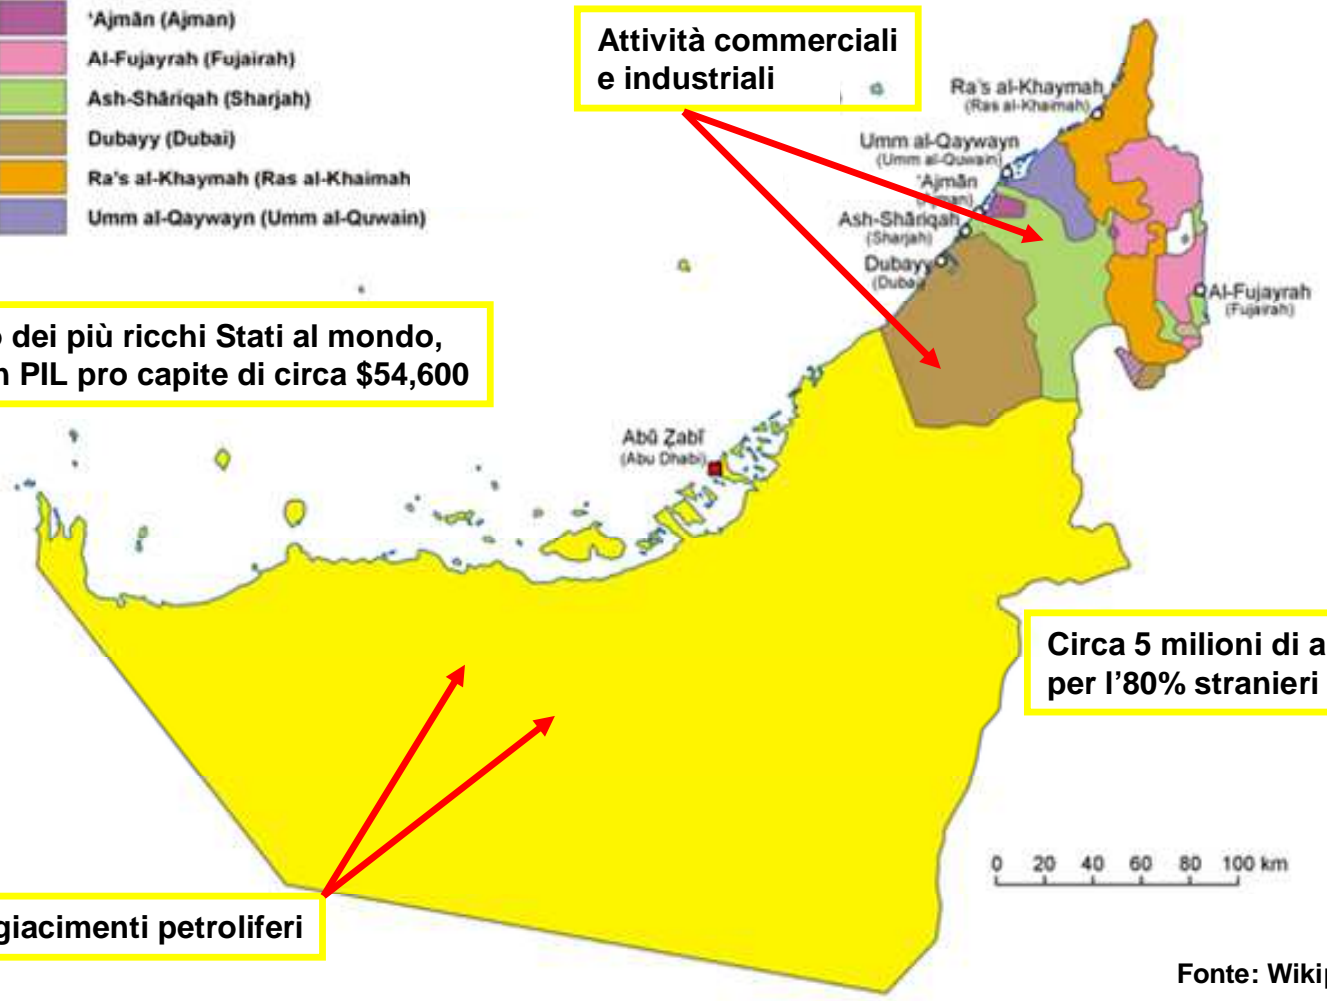 ‘Ajmān (Ajman)
Al-Fujayrah (Fujairah)
Ash-Shāriqah (Sharjah)
Dubayy (Dubai)
Ra's al-Khaymah (Ras al-Khaimah
Umm al-Qaywayn (Umm al-Quwain)
Attività commerciali
e industriali
Ra's al-Khaymah
(Ras al-Khaimah)
Umm al-Qaywayn
(Umm al-Quwain)
‘Ajmān
(Ajman)
Ash-Shāriqah
(Sharjah)
Dubayy
(Dubai)
Al-Fujayrah
(Fujairah)
dei più ricchi Stati al mondo,
PIL pro capite di circa $54,600
Abū Ẓabī
(Abu Dhabi)
Circa 5 milioni di a
per l’80% stranieri
0 20 40 60 80 100 km
giacimenti petroliferi
Fonte: Wiki